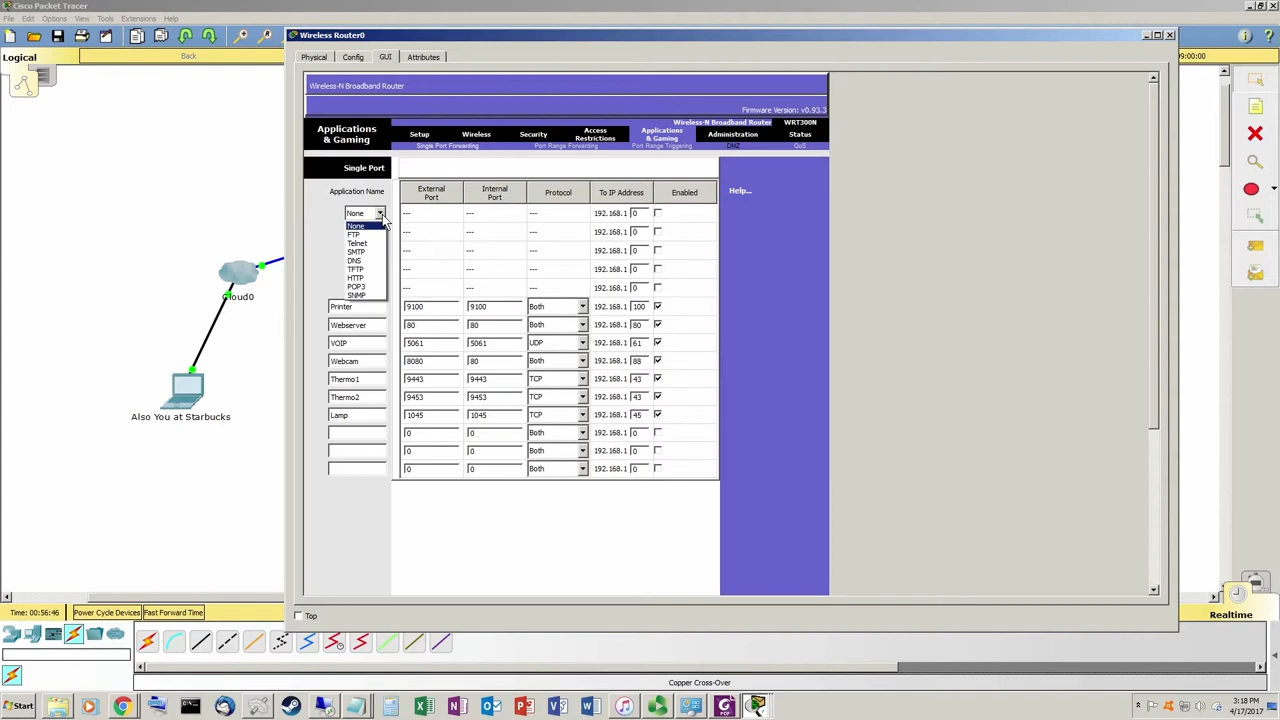 Cisco Packet Tracer
File Edit Options View Tools Extensions Help
Wireless Router0
Logical
Back
09:00:00
Physical Config GUI Attributes
Wireless-N Broadband Router
Firmware Version: v0.93.3
Wireless-N Broadband Router WRT300N
Applications & Gaming
Setup Wireless Security Access Restrictions Applications & Gaming Administration Status
Single Port Forwarding Port Range Forwarding Port Range Triggering DMZ QoS
Single Port
Help...
Application Name External Port Internal Port Protocol To IP Address Enabled
None --- --- --- 192.168.1 0
None
FTP
--- --- --- 192.168.1 0
Telnet
SMTP
--- --- --- 192.168.1 0
DNS
TFTP
--- --- --- 192.168.1 0
HTTP
POP3
--- --- --- 192.168.1 0
SNMP
Printer 9100 9100 Both 192.168.1 100
Webserver 80 80 Both 192.168.1 80
VOIP 5061 5061 UDP 192.168.1 61
Webcam 8080 80 Both 192.168.1 88
Thermo1 9443 9443 TCP 192.168.1 43
Thermo2 9453 9453 TCP 192.168.1 43
Lamp 1045 1045 TCP 192.168.1 45
0 0 Both 192.168.1 0
0 0 Both 192.168.1 0
0 0 Both 192.168.1 0
Cloud0
Also You at Starbucks
Time: 00:56:46 Power Cycle Devices Fast Forward Time
Top
Realtime
Copper Cross-Over
Start
3:18 PM
4/17/2017